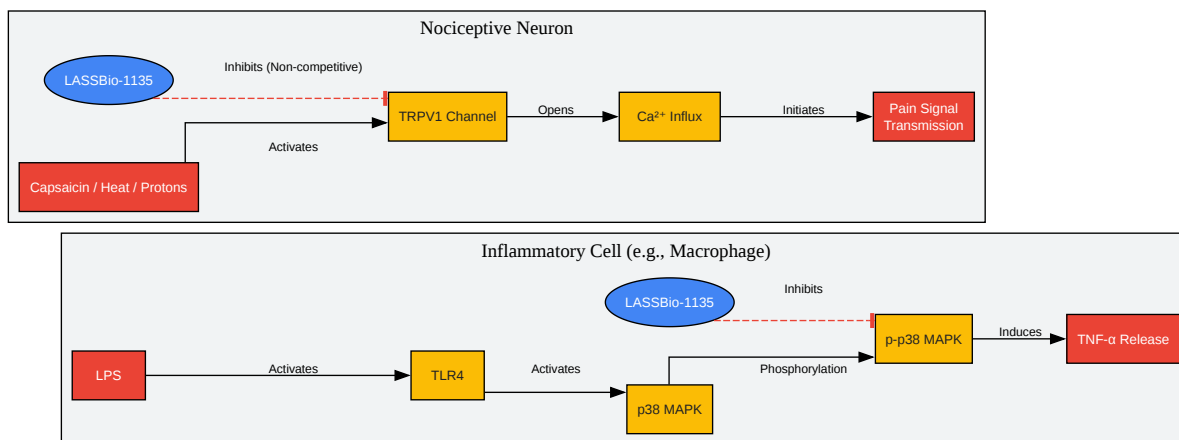 Nociceptive Neuron
LASSBio-1135
Inhibits (Non-competitive)
TRPV1 Channel
Opens
Ca²⁺ Influx
Initiates
Pain Signal
Transmission
Activates
Capsaicin / Heat / Protons
Inflammatory Cell (e.g., Macrophage)
LASSBio-1135
Inhibits
p-p38 MAPK
Induces
TNF-α Release
LPS
Activates
TLR4
Activates
Phosphorylation
p38 MAPK